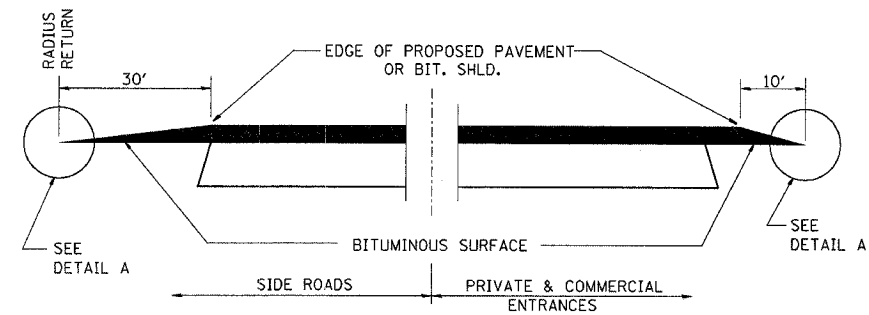 RADIUS
RETURN
EDGE OF PROPOSED PAVEMENT
OR BIT. SHLD.
30'
10'
SEE
DETAIL A
SEE
DETAIL A
BITUMINOUS SURFACE
SIDE ROADS
PRIVATE & COMMERCIAL
ENTRANCES